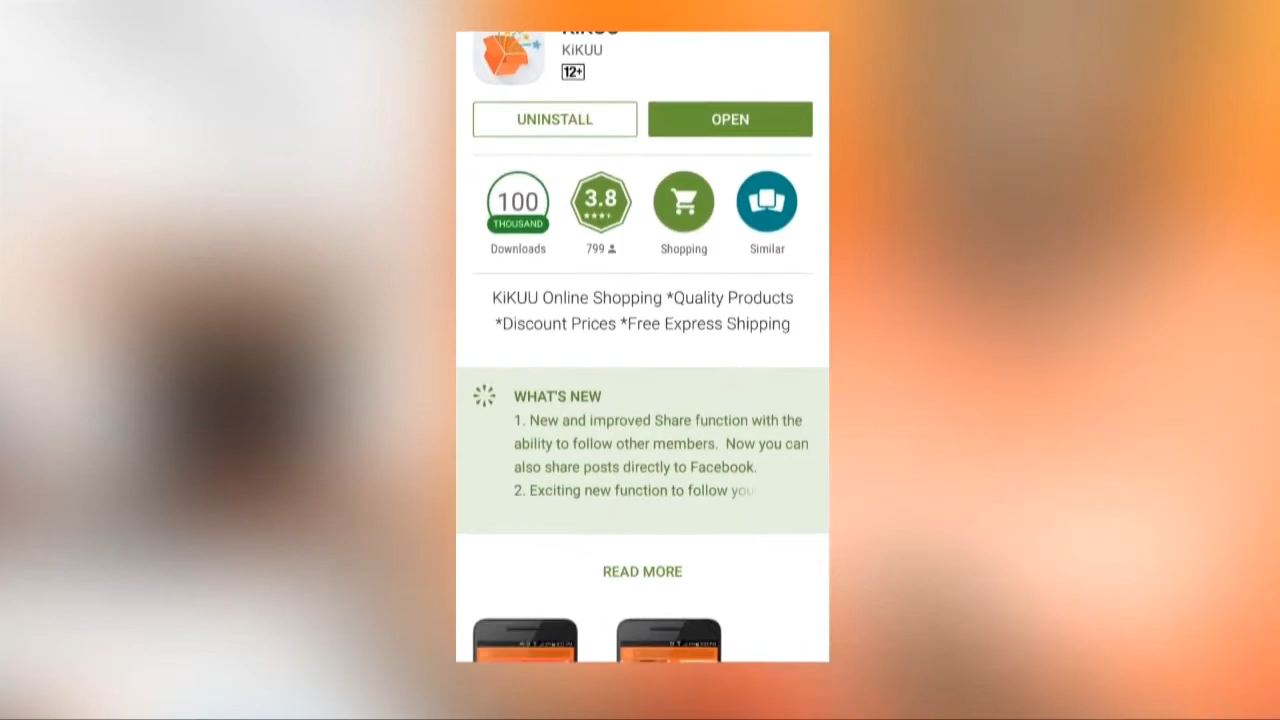 KiKUU
KiKUU
12+
UNINSTALL
OPEN
100
THOUSAND
3.8
Downloads
799
Shopping
Similar
KiKUU Online Shopping *Quality Products
*Discount Prices *Free Express Shipping
WHAT'S NEW
1. New and improved Share function with the
ability to follow other members. Now you can
also share posts directly to Facebook.
2. Exciting new function to follow you
READ MORE